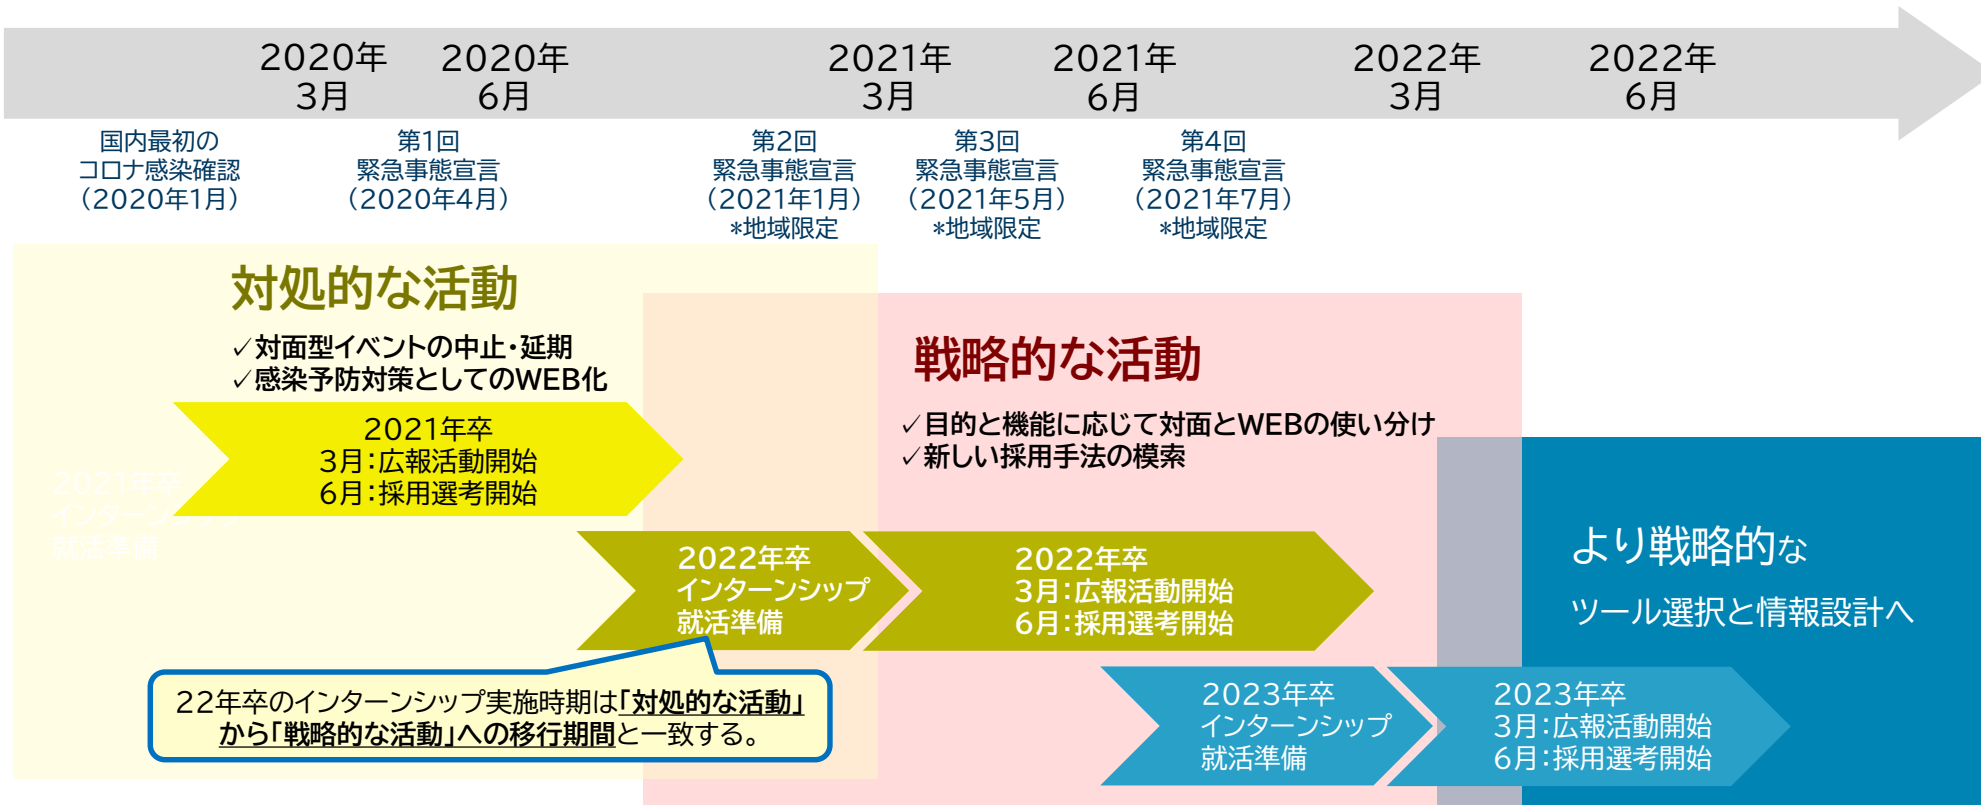 2020年
3月
2020年
6月
2021年
3月
2021年
6月
2022年
3月
2022年
6月
国内最初の
コロナ感染確認
（2020年1月）
第1回
緊急事態宣言
（2020年4月）
第2回
緊急事態宣言
（2021年1月）
*地域限定
第3回
緊急事態宣言
（2021年5月）
*地域限定
第4回
緊急事態宣言
（2021年7月）
*地域限定
対処的な活動
✓対面型イベントの中止・延期
✓感染予防対策としてのWEB化
戦略的な活動
✓目的と機能に応じて対面とWEBの使い分け
✓新しい採用手法の模索
2021年卒
インターンシップ
就活準備
2021年卒
3月：広報活動開始
6月：採用選考開始
2022年卒
インターンシップ
就活準備
2022年卒
3月：広報活動開始
6月：採用選考開始
より戦略的な
ツール選択と情報設計へ
22年卒のインターンシップ実施時期は「対処的な活動」
から「戦略的な活動」への移行期間と一致する。
2023年卒
インターンシップ
就活準備
2023年卒
3月：広報活動開始
6月：採用選考開始